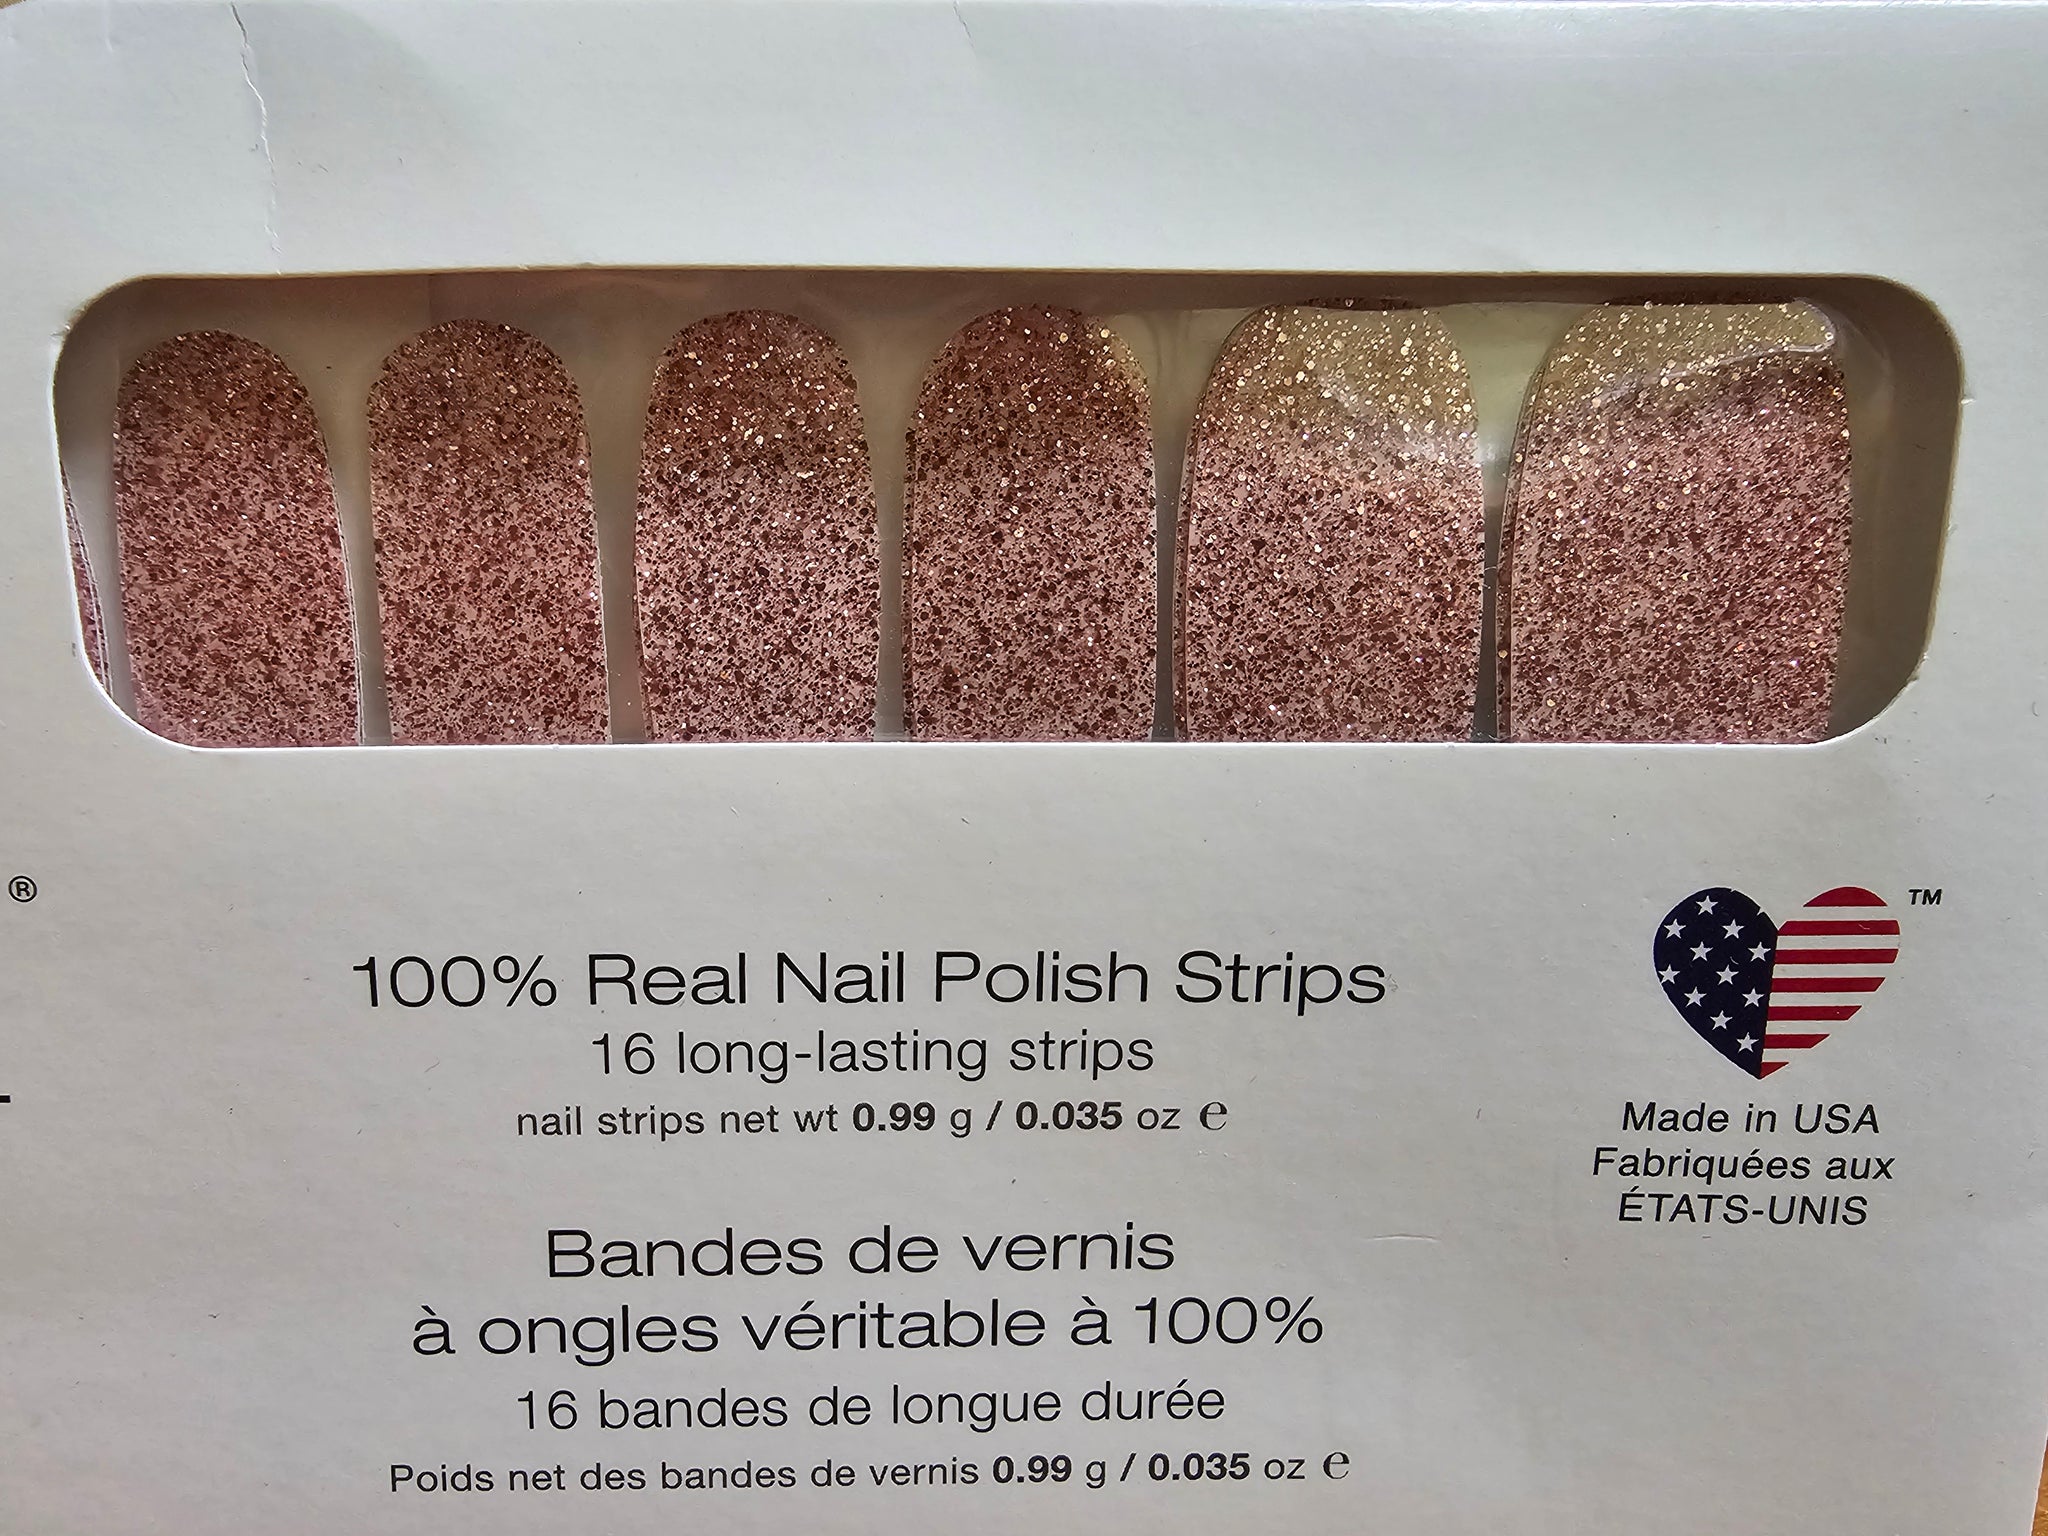 ®
100% Real Nail Polish Strips
16 long-lasting strips
nail strips net wt 0.99 g / 0.035 oz ℮
Bandes de vernis
à ongles véritable à 100%
16 bandes de longue durée
Poids net des bandes de vernis 0.99 g / 0.035 oz ℮
TM
Made in USA
Fabriquées aux
ÉTATS-UNIS